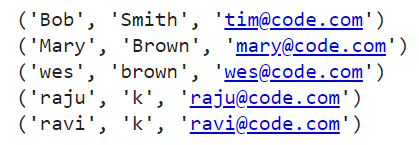 ('Bob', 'Smith', 'tim@code.com')
('Mary', 'Brown', 'mary@code.com')
('wes', 'brown', 'wes@code.com')
('raju', 'k', 'raju@code.com')
('ravi', 'k', 'ravi@code.com')